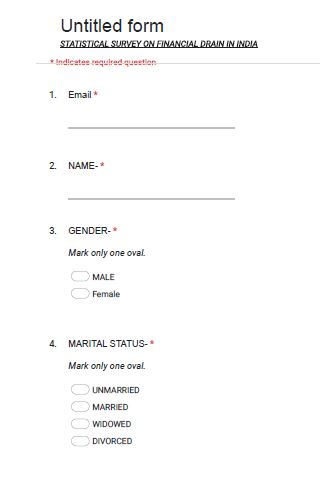 Untitled form
STATISTICAL SURVEY ON FINANCIAL DRAIN IN INDIA
* Indicates required question
1. Email *
2. NAME- *
3. GENDER- *
Mark only one oval.
MALE
Female
4. MARITAL STATUS- *
Mark only one oval.
UNMARRIED
MARRIED
WIDOWED
DIVORCED